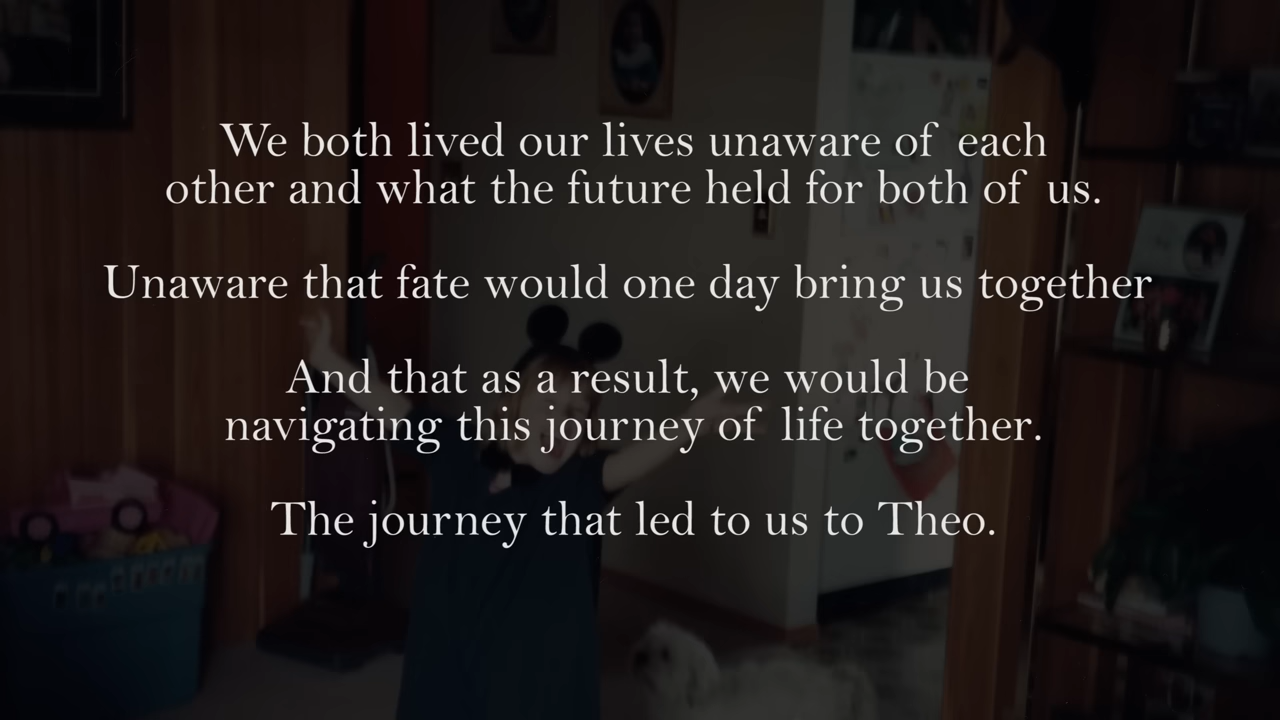 We both lived our lives unaware of each
other and what the future held for both of us.
Unaware that fate would one day bring us together
And that as a result, we would be
navigating this journey of life together.
The journey that led to us to Theo.